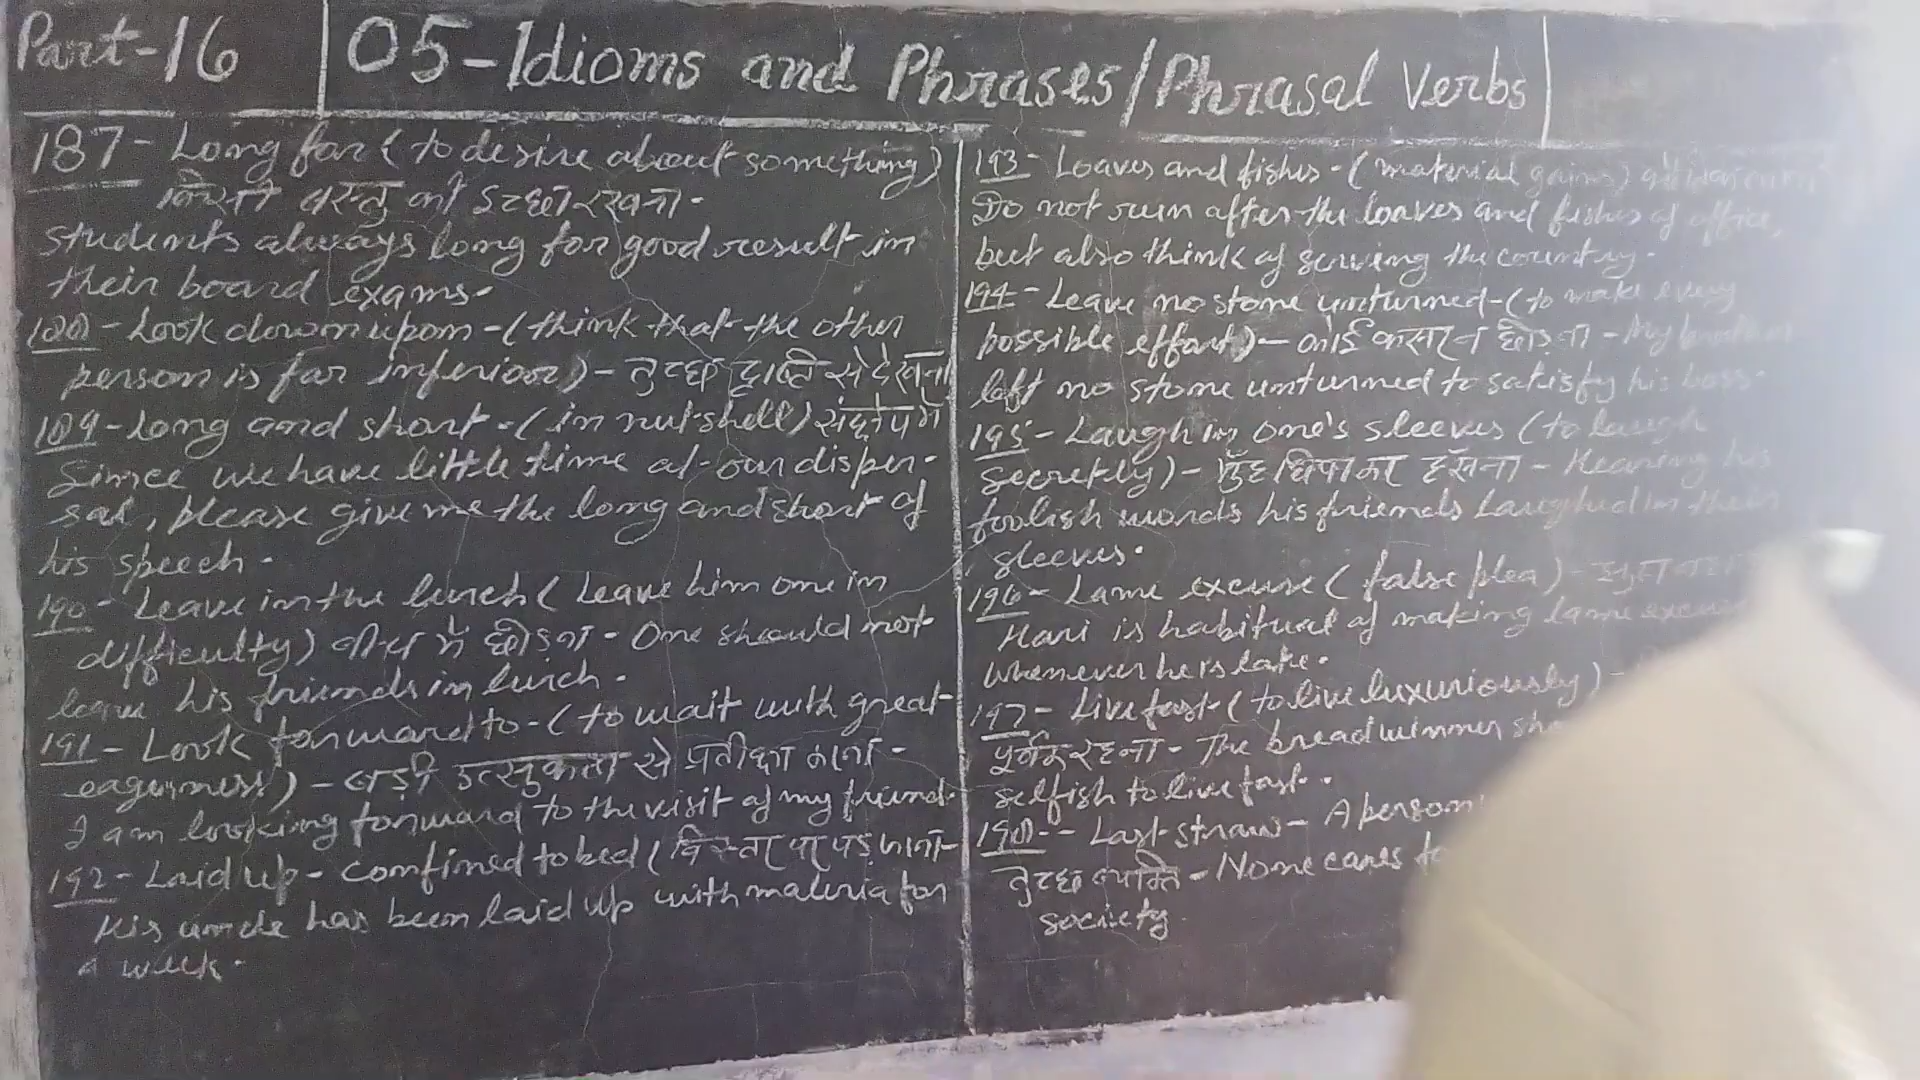 Part-16
05-Idioms and Phrases/Phrasal Verbs
187- Long for (to desire about something)
किसी वस्तु की इच्छा रखना-
students always long for good result in
their board exams.
188- Look down upon - (think that the other
person is far inferior) - तुच्छ दृष्टि से देखना
189- Long and short - (in nutshell) संक्षेप में
Since we have little time at our disper-
sal, please give me the long and short of
his speech.
190- Leave in the lurch (Leave him one in
difficulty) बीच में छोड़ना - One should not
leave his friends in lurch.
191- Look forward to - (to wait with great
eagerness) - बड़ी उत्सुकता से प्रतीक्षा करना -
I am looking forward to the visit of my friend.
192- Laid up - confined to bed (बिस्तर पर पड़ जाना-
His uncle has been laid up with maleria for
a week.
193- Loaves and fishes - (material gains)
Do not run after the loaves and fishes of office,
but also think of serving the country.
194- Leave no stone unturned - (to make every
possible effort) - कोई कसर न छोड़ना - My
left no stone unturned to satisfy his boss.
195- Laugh in one's sleeves (to laugh
secretly) - मुँह छिपाकर हँसना - Hearing his
foolish words his friends laughed in their
sleeves.
196- Lame excuse (false plea) -
Hari is habitual of making lame
whenever he is late.
197- Live fast (to live luxuriously) -
पूर्वक रहना - The breadwinner
selfish to live fast.
198- Last straw - A person
तुच्छ व्यक्ति - None cares
society